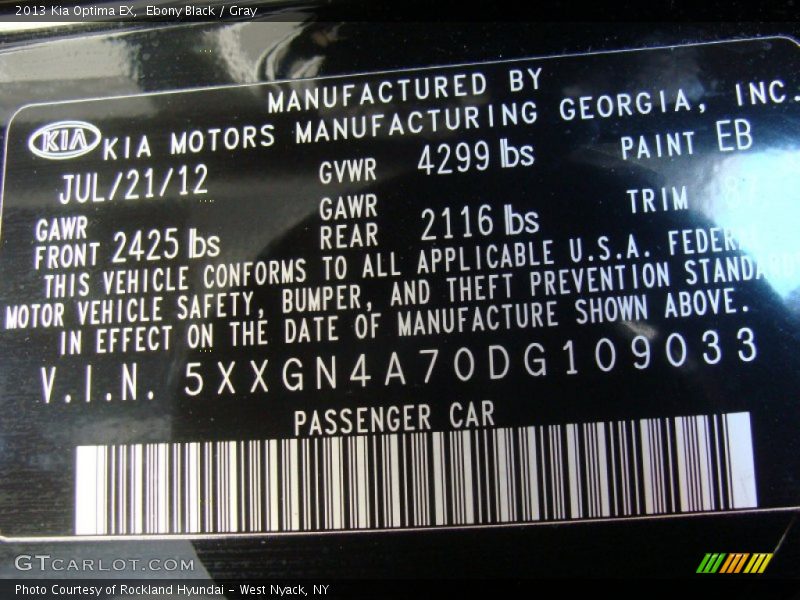 2013 Kia Optima EX, Ebony Black / Gray
MANUFACTURED BY
KIA KIA MOTORS MANUFACTURING GEORGIA, INC.
JUL/21/12 GVWR 4299 lbs PAINT EB
GAWR FRONT 2425 lbs GAWR REAR 2116 lbs TRIM
THIS VEHICLE CONFORMS TO ALL APPLICABLE U.S.A. FEDERAL
MOTOR VEHICLE SAFETY, BUMPER, AND THEFT PREVENTION STANDARDS
IN EFFECT ON THE DATE OF MANUFACTURE SHOWN ABOVE.
V.I.N. 5XXGN4A70DG109033
PASSENGER CAR
GTCARLOT.COM
Photo Courtesy of Rockland Hyundai - West Nyack, NY